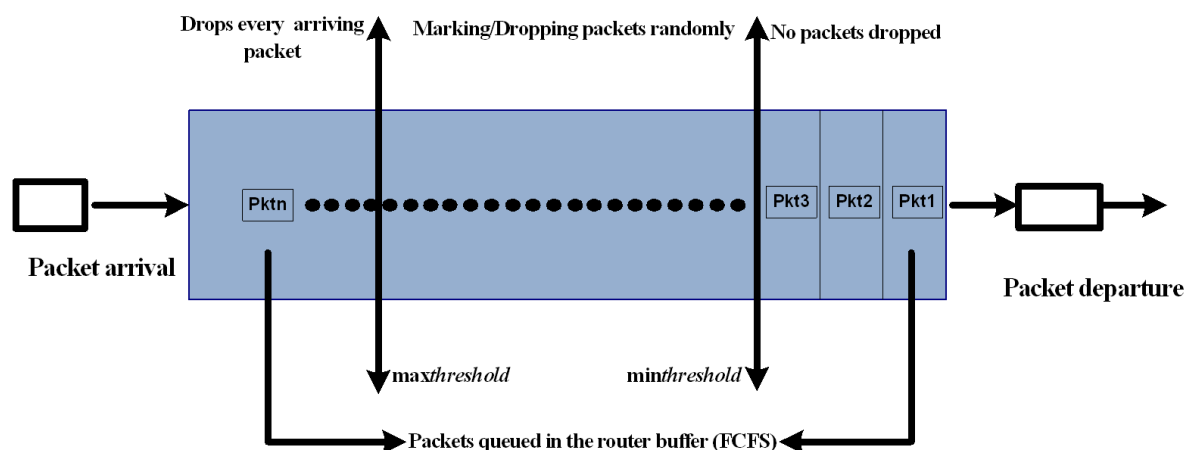 Drops every arriving
packet
Marking/Dropping packets randomly
No packets dropped
Pktn
Pkt3
Pkt2
Pkt1
Packet arrival
Packet departure
maxthreshold
minthreshold
Packets queued in the router buffer (FCFS)